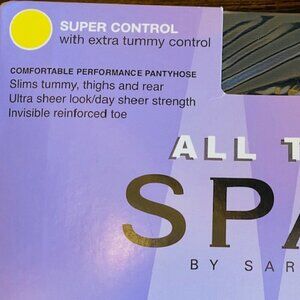 SUPER CONTROL
with extra tummy control
COMFORTABLE PERFORMANCE PANTYHOSE
Slims tummy, thighs and rear
Ultra sheer look/day sheer strength
Invisible reinforced toe
ALL T
SPA
BY SAR